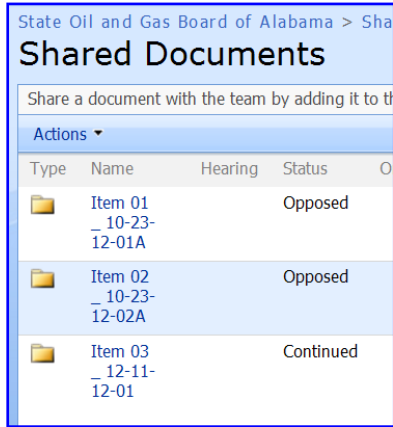 State Oil and Gas Board of Alabama > Sha
Shared Documents
Share a document with the team by adding it to th
Actions
Type Name Hearing Status O
Item 01 Opposed
_ 10-23-
12-01A
Item 02 Opposed
_ 10-23-
12-02A
Item 03 Continued
_ 12-11-
12-01